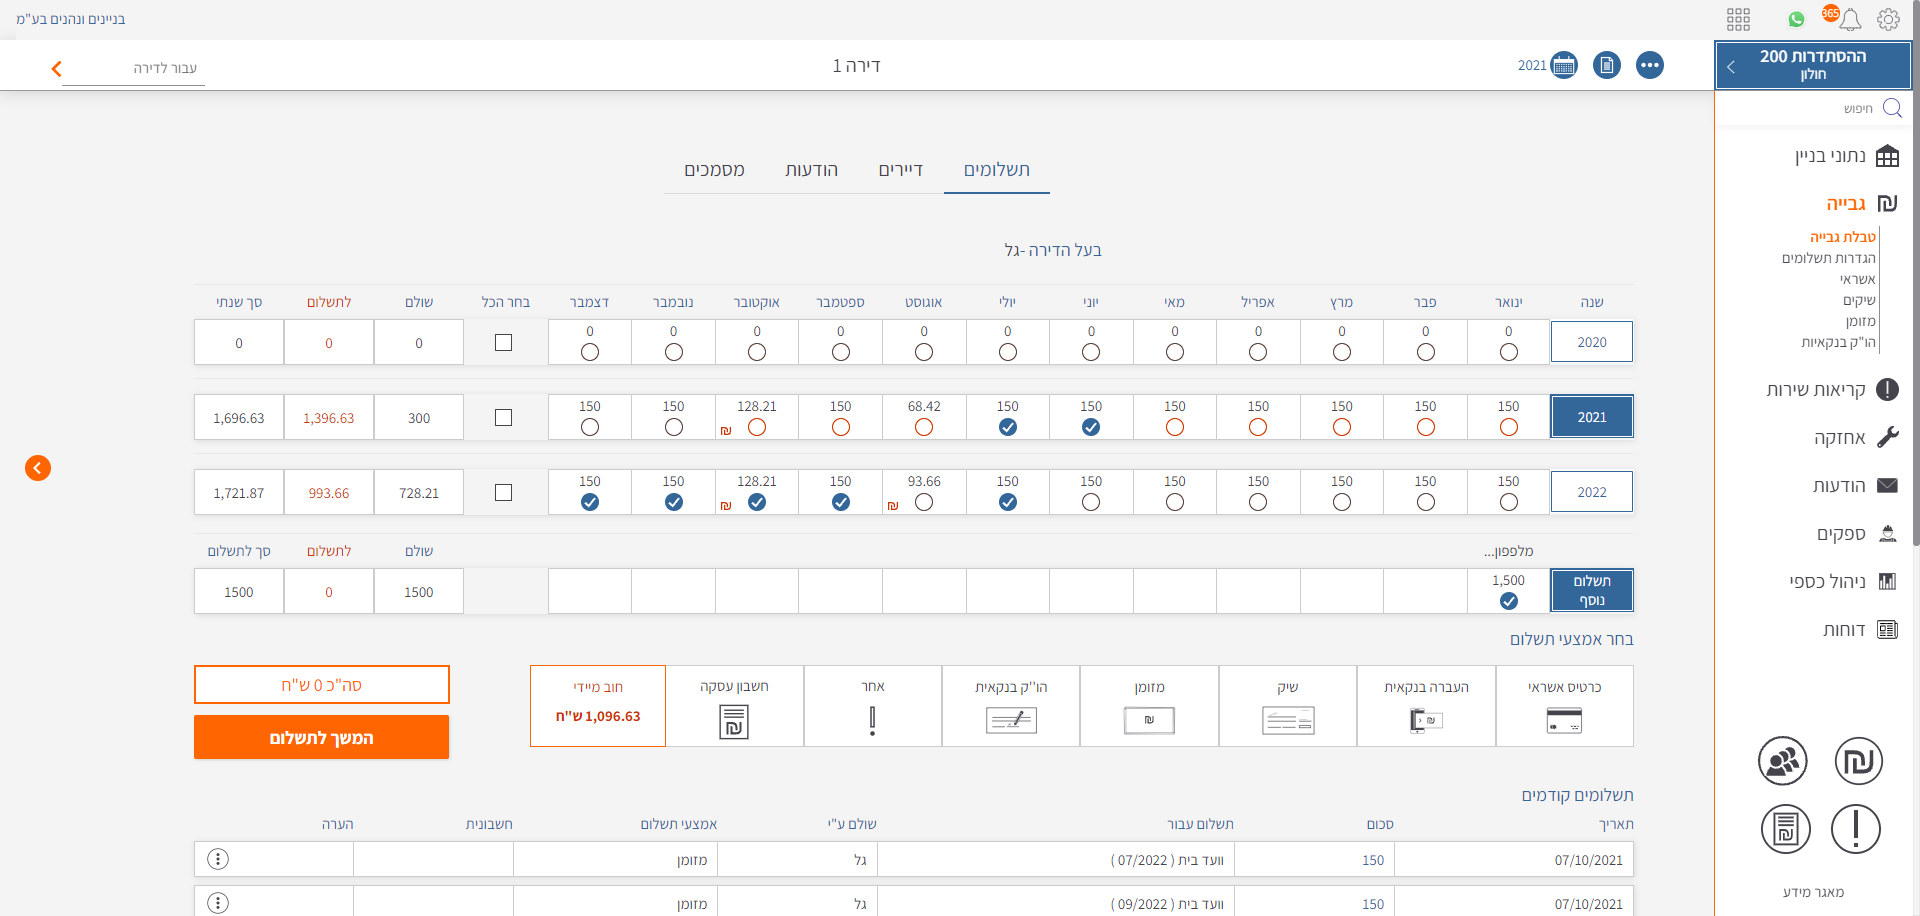 בניינים ונהנים בע"מ
365
ההסתדרות 200
חולון
2021
דירה 1
עבור לדירה
חיפוש
נתוני בניין
גבייה
טבלת גבייה
הגדרות תשלומים
אשראי
שיקים
מזומן
הו"ק בנקאיות
קריאות שירות
אחזקה
הודעות
ספקים
ניהול כספי
דוחות
מאגר מידע
תשלומים דיירים הודעות מסמכים
בעל הדירה -גל
שנה ינואר פבר מרץ אפריל מאי יוני יולי אוגוסט ספטמבר אוקטובר נובמבר דצמבר בחר הכל שולם לתשלום סך שנתי
2020 0 0 0 0 0 0 0 0 0 0 0 0 0 0 0
2021 150 150 150 150 150 150 150 68.42 150 128.21 ₪ 150 150 300 1,396.63 1,696.63
2022 150 150 150 150 150 150 150 93.66 ₪ 150 128.21 ₪ 150 150 728.21 993.66 1,721.87
מלפפון... שולם לתשלום סך לתשלום
תשלום נוסף 1,500 1500 0 1500
בחר אמצעי תשלום
כרטיס אשראי העברה בנקאית שיק מזומן הו"ק בנקאית אחר חשבון עסקה חוב מיידי
1,096.63 ש"ח
סה"כ 0 ש"ח
המשך לתשלום
תשלומים קודמים
תאריך סכום תשלום עבור שולם ע"י אמצעי תשלום חשבונית הערה
07/10/2021 150 וועד בית ( 07/2022 ) גל מזומן
07/10/2021 150 וועד בית ( 09/2022 ) גל מזומן